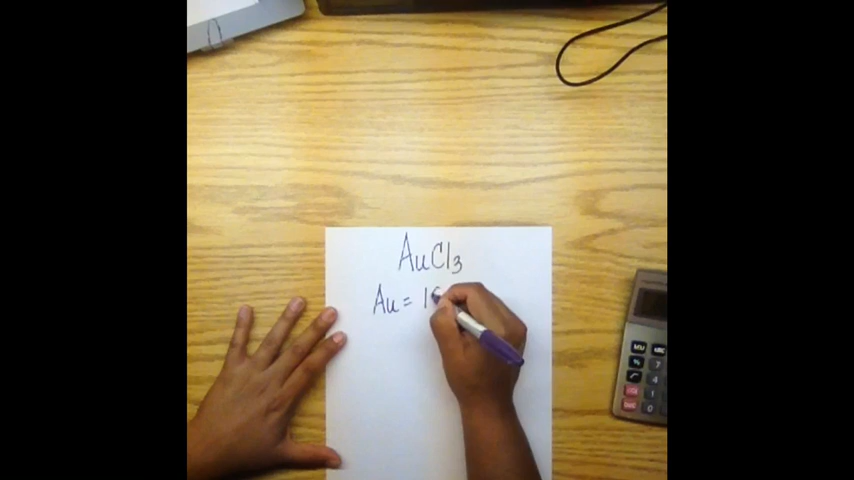 AuCl3
Au = 1